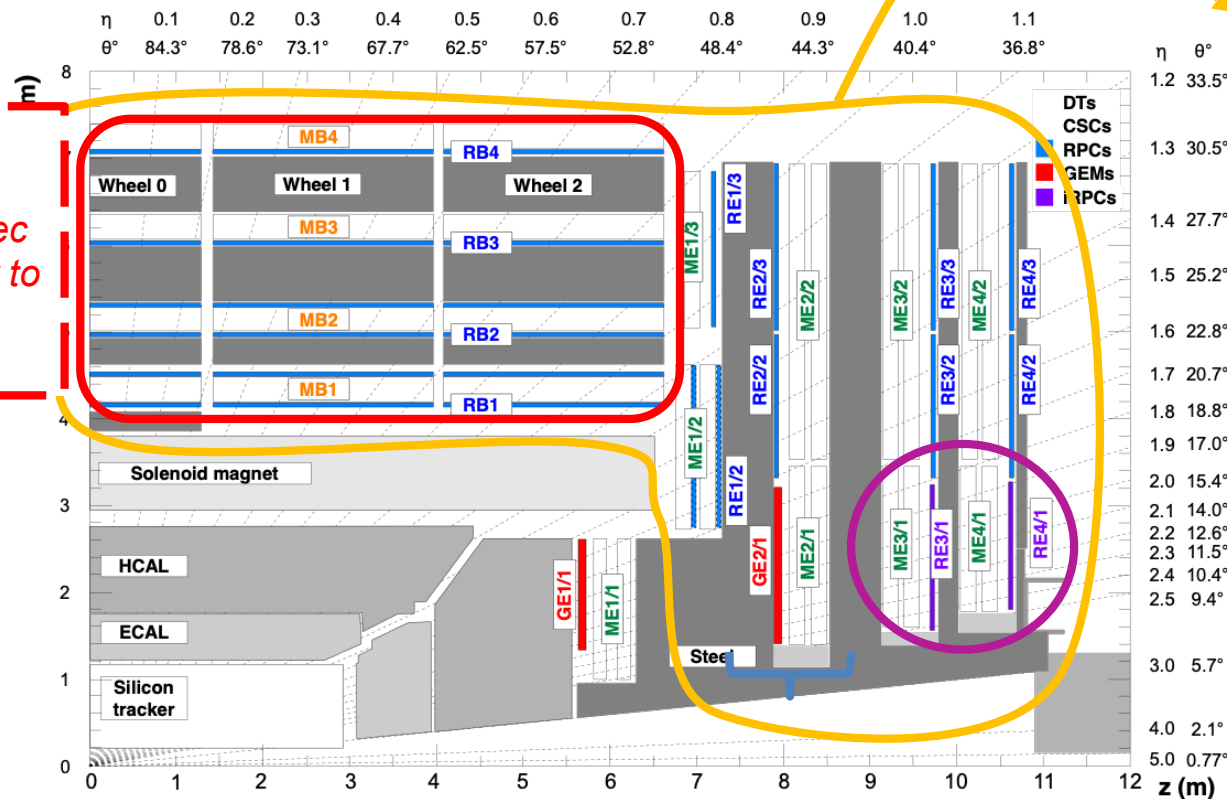 η 0.1 0.2 0.3 0.4 0.5 0.6 0.7 0.8 0.9 1.0 1.1
θ° 84.3° 78.6° 73.1° 67.7° 62.5° 57.5° 52.8° 48.4° 44.3° 40.4° 36.8°
η θ°
8
1.2 33.5°
m)
DTs
CSCs
RPCs
GEMs
iRPCs
MB4
RB4
1.3 30.5°
Wheel 0 Wheel 1 Wheel 2
RE1/3
ec
to
MB3
RB3
ME1/3
1.4 27.7°
RE2/3
ME2/2
ME3/2
RE3/3
ME4/2
RE4/3
1.5 25.2°
MB2
RB2
1.6 22.8°
MB1
RB1
RE2/2
RE3/2
RE4/2
1.7 20.7°
4
1.8 18.8°
ME1/2
1.9 17.0°
Solenoid magnet
RE1/2
2.0 15.4°
3
2.1 14.0°
2.2 12.6°
2.3 11.5°
2.4 10.4°
2.5 9.4°
HCAL
GE1/1
ME1/1
GE2/1
ME2/1
ME3/1
RE3/1
ME4/1
RE4/1
2
ECAL
Steel
3.0 5.7°
1
Silicon
tracker
4.0 2.1°
5.0 0.77°
0
0 1 2 3 4 5 6 7 8 9 10 11 12
z (m)